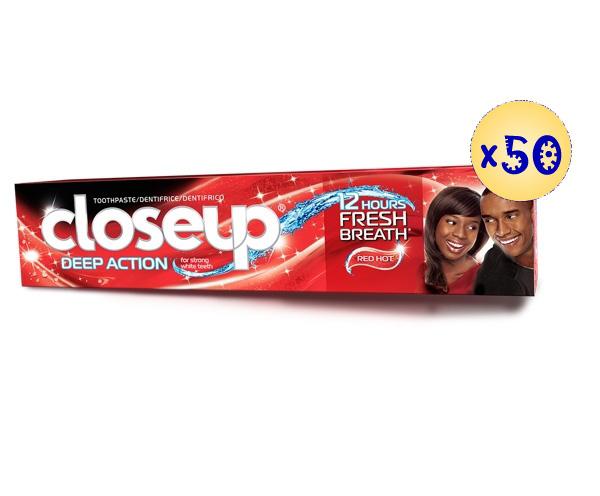 x50
TOOTHPASTE/DENTIFRICE/DENTIFRICO
closeup®
DEEP ACTION
for strong
white teeth
12 HOURS
FRESH
BREATH
RED HOT